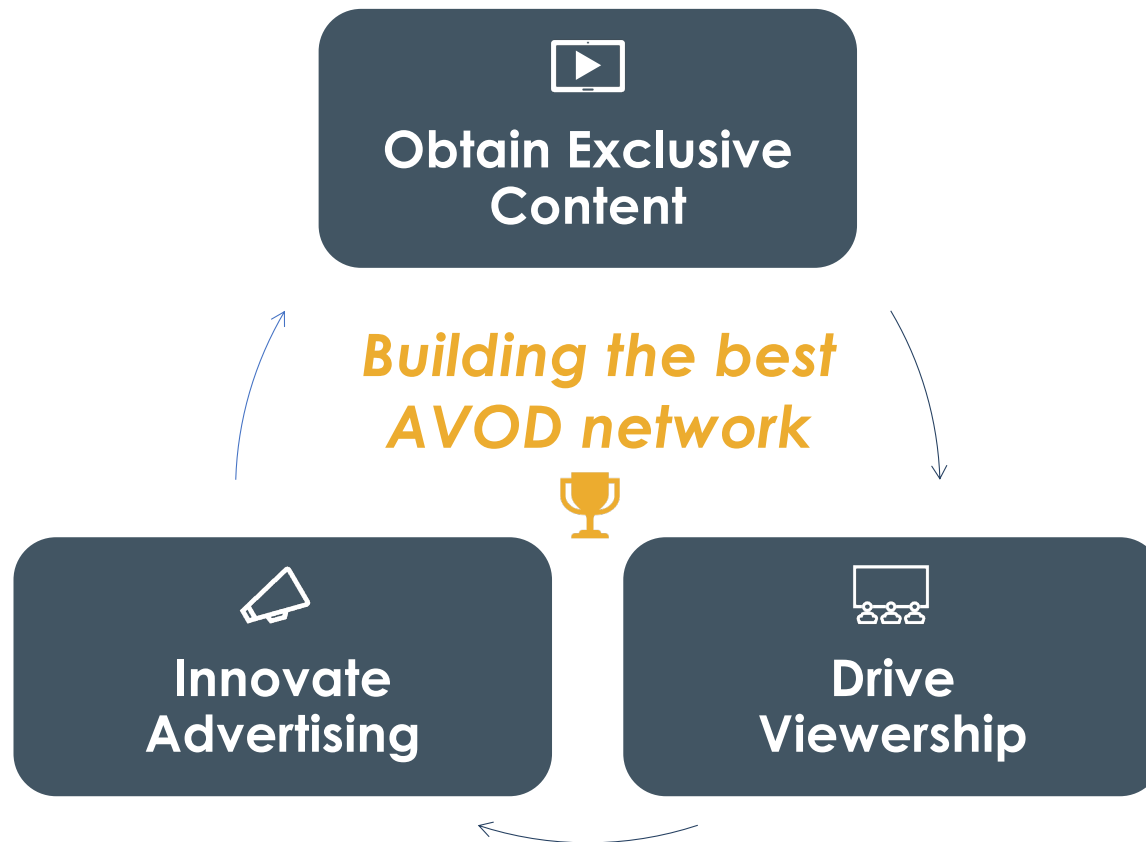 Obtain Exclusive
Content
Building the best
AVOD network
Innovate
Advertising
Drive
Viewership